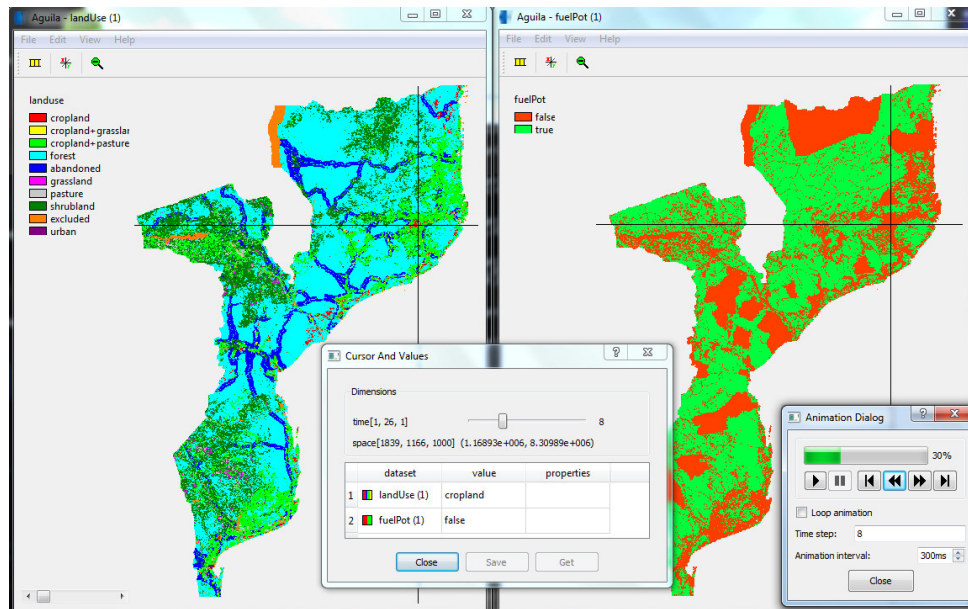 Aguila - landUse (1)
File Edit View Help
landuse
cropland
cropland+grasslar
cropland+pasture
forest
abandoned
grassland
pasture
shrubland
excluded
urban
Aguila - fuelPot (1)
File Edit View Help
fuelPot
false
true
Cursor And Values
Dimensions
time[1, 26, 1] 8
space[1839, 1166, 1000] (1.16893e+006, 8.30989e+006)
dataset value properties
1 landUse (1) cropland
2 fuelPot (1) false
Close Save Get
Animation Dialog
30%
Loop animation
Time step: 8
Animation interval: 300ms
Close